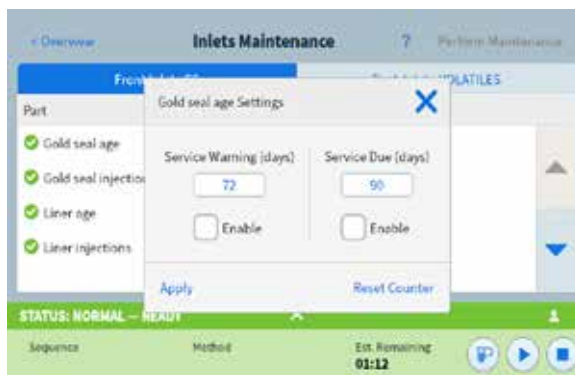 < Overview
Inlets Maintenance
?
Perform Maintenance
Front
VOLATILES
Part
Gold seal age
Gold seal injection
Liner age
Liner injections
Gold seal age Settings
Service Warning (days)
Service Due (days)
72
90
Enable
Enable
Apply
Reset Counter
STATUS: NORMAL — READY
Sequence
Method
Est. Remaining
01:12